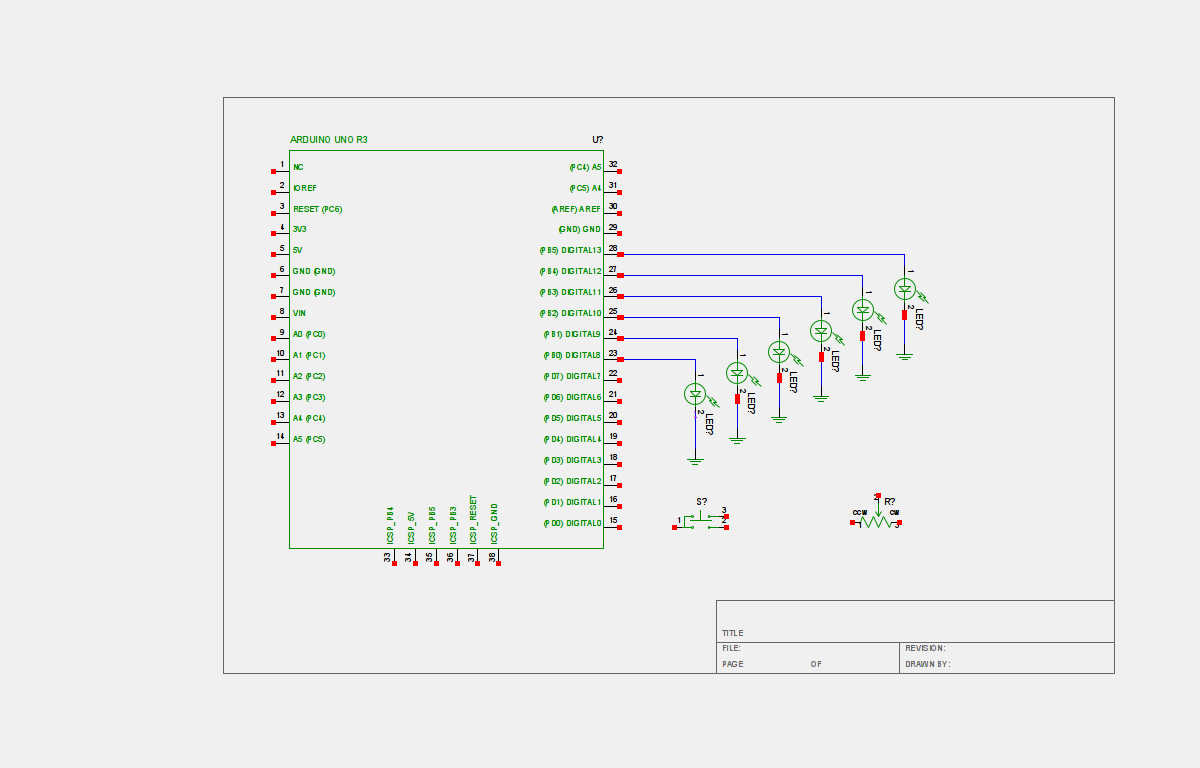 ARDUINO UNO R3 U?
1 NC (PC4) A5 32
2 IOREF (PC5) A4 31
3 RESET (PC6) (AREF) AREF 30
4 3V3 (GND) GND 29
5 5V (PB5) DIGITAL13 28
6 GND (GND) (PB4) DIGITAL12 27
7 GND (GND) (PB3) DIGITAL11 26
8 VIN (PB2) DIGITAL10 25
9 A0 (PC0) (PB1) DIGITAL9 24
10 A1 (PC1) (PB0) DIGITAL8 23
11 A2 (PC2) (PD7) DIGITAL7 22
12 A3 (PC3) (PD6) DIGITAL6 21
13 A4 (PC4) (PD5) DIGITAL5 20
14 A5 (PC5) (PD4) DIGITAL4 19
(PD3) DIGITAL3 18
(PD2) DIGITAL2 17
(PD1) DIGITAL1 16
(PD0) DIGITAL0 15
ICSP_PB4
ICSP_5V
ICSP_PB5
ICSP_PB3
ICSP_RESET
ICSP_GND
33
34
35
36
37
38
1
2
LED?
1
2
LED?
1
2
LED?
1
2
LED?
1
2
LED?
1
2
LED?
S?
1
3
2
R?
2
CCW CW
1 3
TITLE
FILE: REVISION:
PAGE OF DRAWN BY: